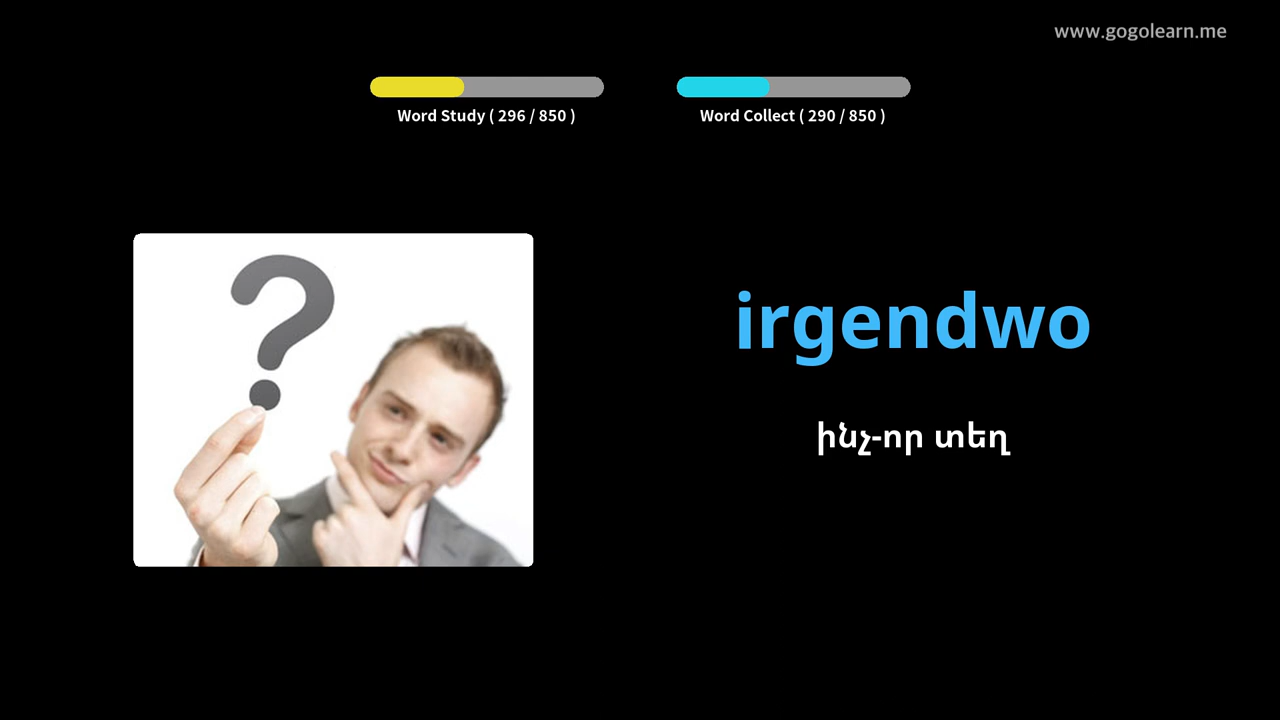 www.gogolearn.me
Word Study ( 296 / 850 )
Word Collect ( 290 / 850 )
?
irgendwo
ինչ-որ տեղ